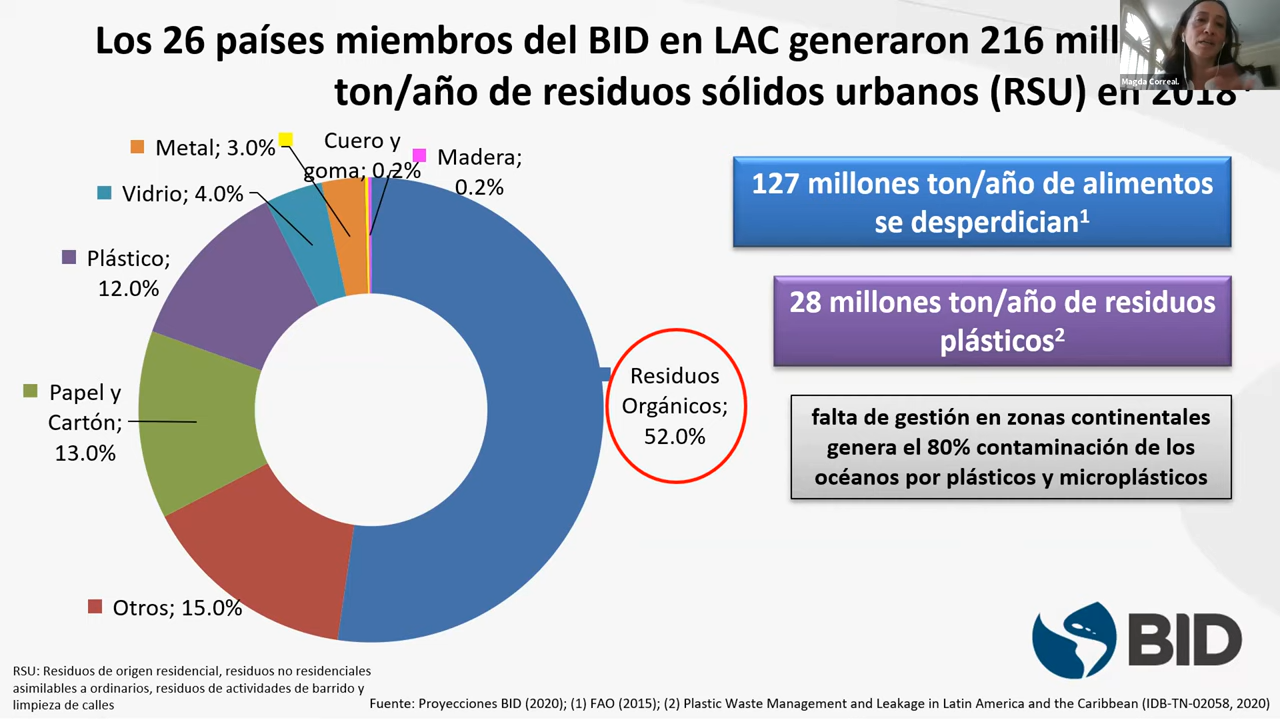 Los 26 países miembros del BID en LAC generaron 216 mill
ton/año de residuos sólidos urbanos (RSU) en 2018
Magda Correal.
Metal; 3.0%
Cuero y
goma; 0.2%
Madera;
0.2%
Vidrio; 4.0%
Plástico;
12.0%
Papel y
Cartón;
13.0%
Otros; 15.0%
Residuos
Orgánicos;
52.0%
127 millones ton/año de alimentos
se desperdician¹
28 millones ton/año de residuos
plásticos²
falta de gestión en zonas continentales
genera el 80% contaminación de los
océanos por plásticos y microplásticos
BID
RSU: Residuos de origen residencial, residuos no residenciales
asimilables a ordinarios, residuos de actividades de barrido y
limpieza de calles
Fuente: Proyecciones BID (2020); (1) FAO (2015); (2) Plastic Waste Management and Leakage in Latin America and the Caribbean (IDB-TN-02058, 2020)